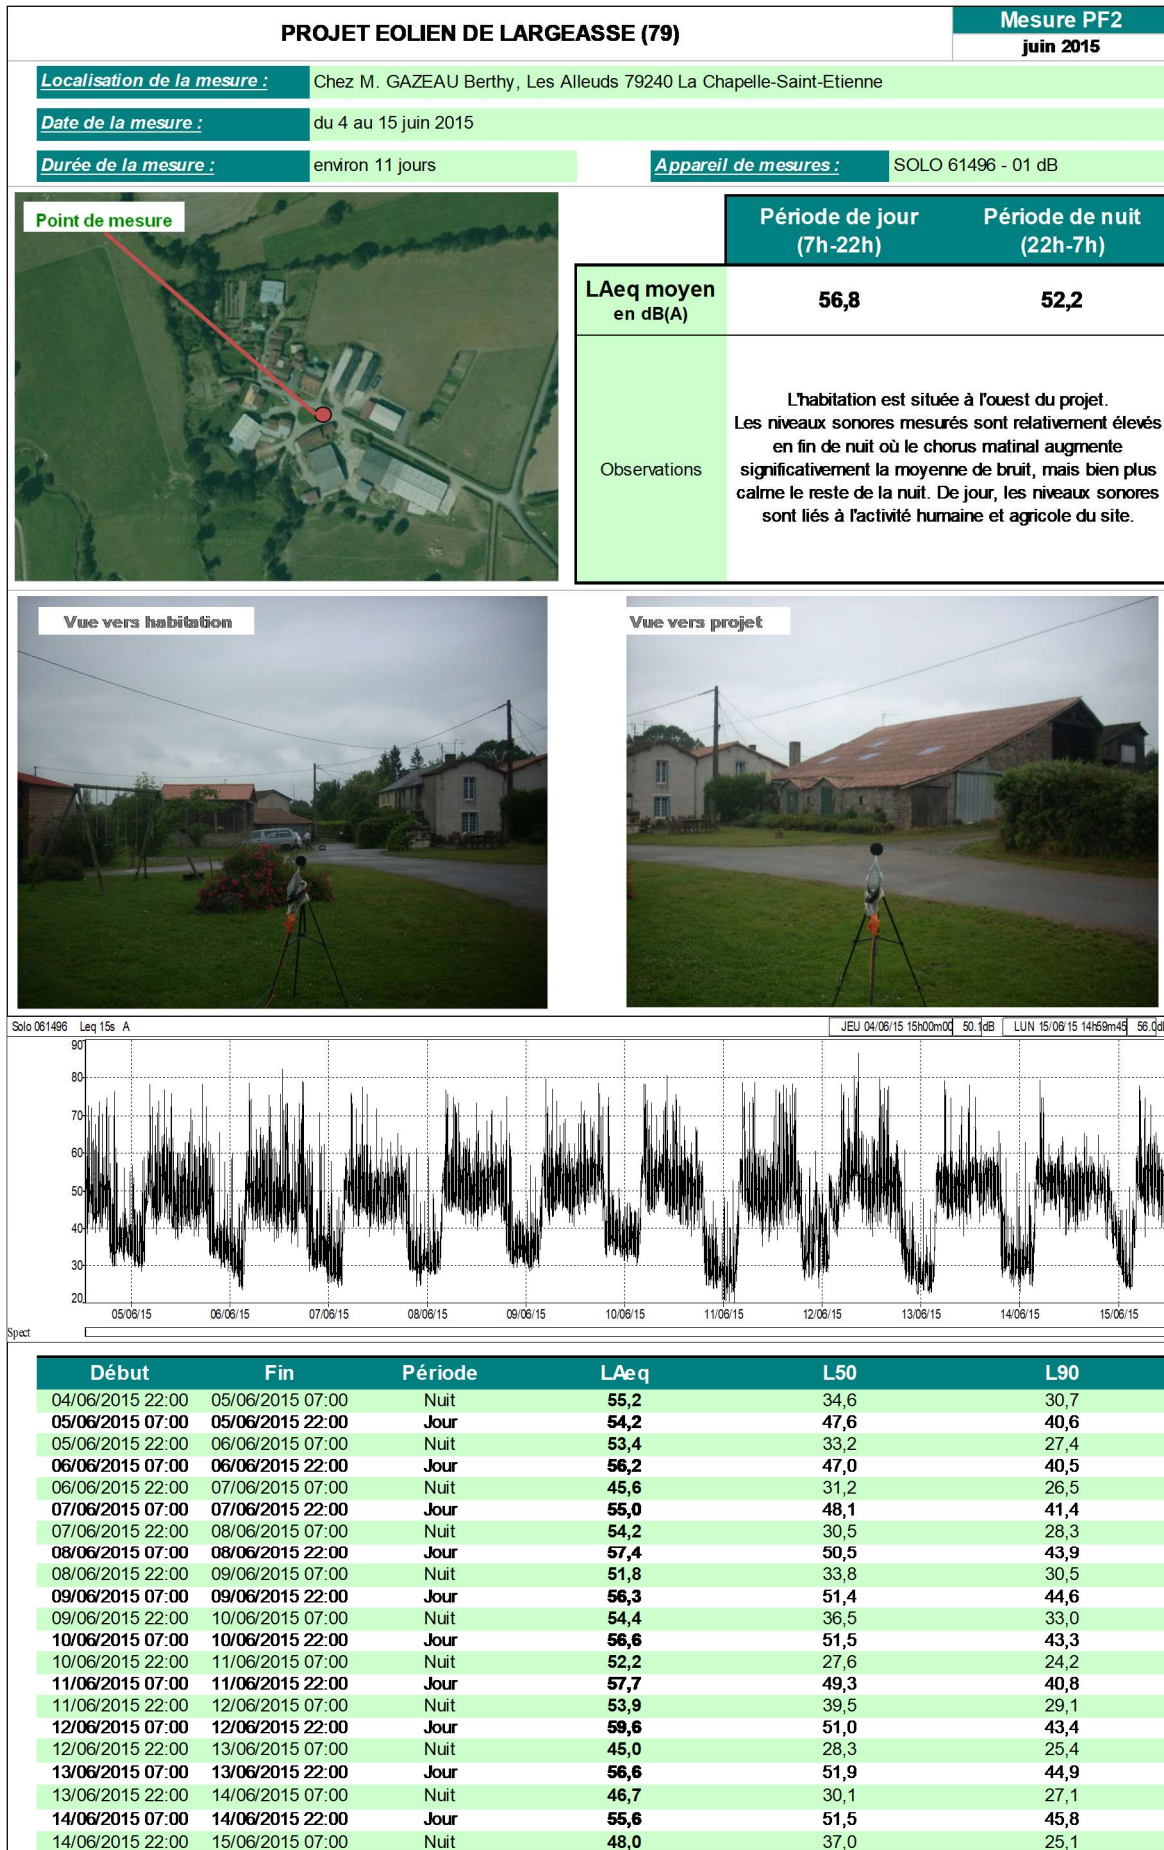 PROJET EOLIEN DE LARGEASSE (79)
Mesure PF2
juin 2015
Localisation de la mesure : Chez M. GAZEAU Berthy, Les Alleuds 79240 La Chapelle-Saint-Etienne
Date de la mesure : du 4 au 15 juin 2015
Durée de la mesure : environ 11 jours Appareil de mesures : SOLO 61496 - 01 dB
Point de mesure
Période de jour Période de nuit
(7h-22h) (22h-7h)
LAeq moyen
en dB(A)
56,8 52,2
Observations
L'habitation est située à l'ouest du projet.
Les niveaux sonores mesurés sont relativement élevés
en fin de nuit où le chorus matinal augmente
significativement la moyenne de bruit, mais bien plus
calme le reste de la nuit. De jour, les niveaux sonores
sont liés à l'activité humaine et agricole du site.
Vue vers habitation
Vue vers projet
Solo 061496 Leq 15s A JEU 04/06/15 15h00m00 50.1dB LUN 15/06/15 14h59m45 56.0d
90
80
70
60
50
40
30
20
05/06/15 06/06/15 07/06/15 08/06/15 09/06/15 10/06/15 11/06/15 12/06/15 13/06/15 14/06/15 15/06/15
Spect
Début Fin Période LAeq L50 L90
04/06/2015 22:00 05/06/2015 07:00 Nuit 55,2 34,6 30,7
05/06/2015 07:00 05/06/2015 22:00 Jour 54,2 47,6 40,6
05/06/2015 22:00 06/06/2015 07:00 Nuit 53,4 33,2 27,4
06/06/2015 07:00 06/06/2015 22:00 Jour 56,2 47,0 40,5
06/06/2015 22:00 07/06/2015 07:00 Nuit 45,6 31,2 26,5
07/06/2015 07:00 07/06/2015 22:00 Jour 55,0 48,1 41,4
07/06/2015 22:00 08/06/2015 07:00 Nuit 54,2 30,5 28,3
08/06/2015 07:00 08/06/2015 22:00 Jour 57,4 50,5 43,9
08/06/2015 22:00 09/06/2015 07:00 Nuit 51,8 33,8 30,5
09/06/2015 07:00 09/06/2015 22:00 Jour 56,3 51,4 44,6
09/06/2015 22:00 10/06/2015 07:00 Nuit 54,4 36,5 33,0
10/06/2015 07:00 10/06/2015 22:00 Jour 56,6 51,5 43,3
10/06/2015 22:00 11/06/2015 07:00 Nuit 52,2 27,6 24,2
11/06/2015 07:00 11/06/2015 22:00 Jour 57,7 49,3 40,8
11/06/2015 22:00 12/06/2015 07:00 Nuit 53,9 39,5 29,1
12/06/2015 07:00 12/06/2015 22:00 Jour 59,6 51,0 43,4
12/06/2015 22:00 13/06/2015 07:00 Nuit 45,0 28,3 25,4
13/06/2015 07:00 13/06/2015 22:00 Jour 56,6 51,9 44,9
13/06/2015 22:00 14/06/2015 07:00 Nuit 46,7 30,1 27,1
14/06/2015 07:00 14/06/2015 22:00 Jour 55,6 51,5 45,8
14/06/2015 22:00 15/06/2015 07:00 Nuit 48,0 37,0 25,1